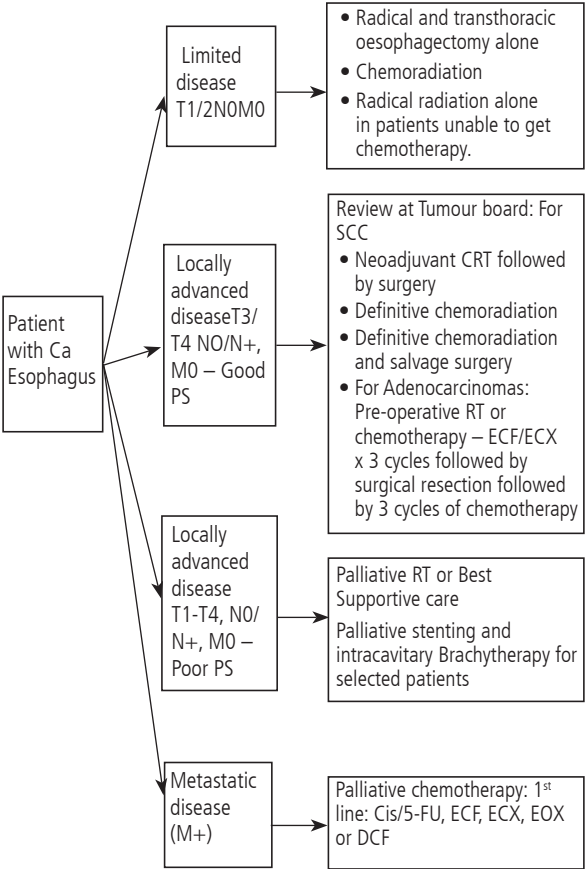 Patient
with Ca
Esophagus
Limited
disease
T1/2N0M0
• Radical and transthoracic
oesophagectomy alone
• Chemoradiation
• Radical radiation alone
in patients unable to get
chemotherapy.
Locally
advanced
diseaseT3/
T4 NO/N+,
M0 – Good
PS
Review at Tumour board: For
SCC
• Neoadjuvant CRT followed
by surgery
• Definitive chemoradiation
• Definitive chemoradiation
and salvage surgery
• For Adenocarcinomas:
Pre-operative RT or
chemotherapy – ECF/ECX
x 3 cycles followed by
surgical resection followed
by 3 cycles of chemotherapy
Locally
advanced
disease
T1-T4, N0/
N+, M0 –
Poor PS
Palliative RT or Best
Supportive care
Palliative stenting and
intracavitary Brachytherapy for
selected patients
Metastatic
disease
(M+)
Palliative chemotherapy: 1st
line: Cis/5-FU, ECF, ECX, EOX
or DCF